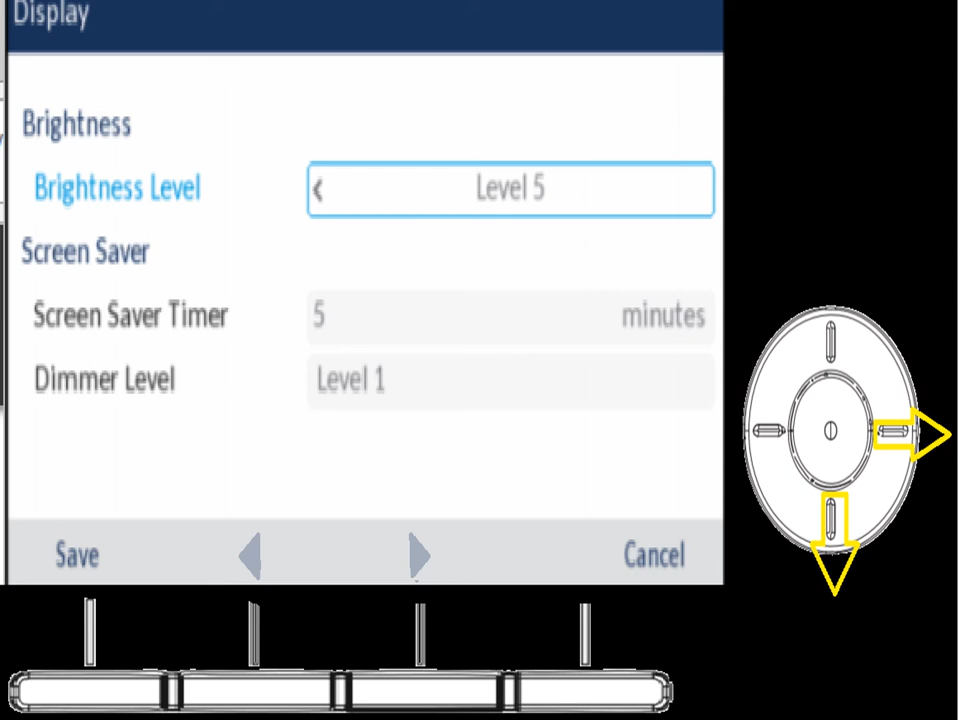 Display
Brightness
Brightness Level
Level 5
Screen Saver
Screen Saver Timer
5 minutes
Dimmer Level
Level 1
Save
Cancel